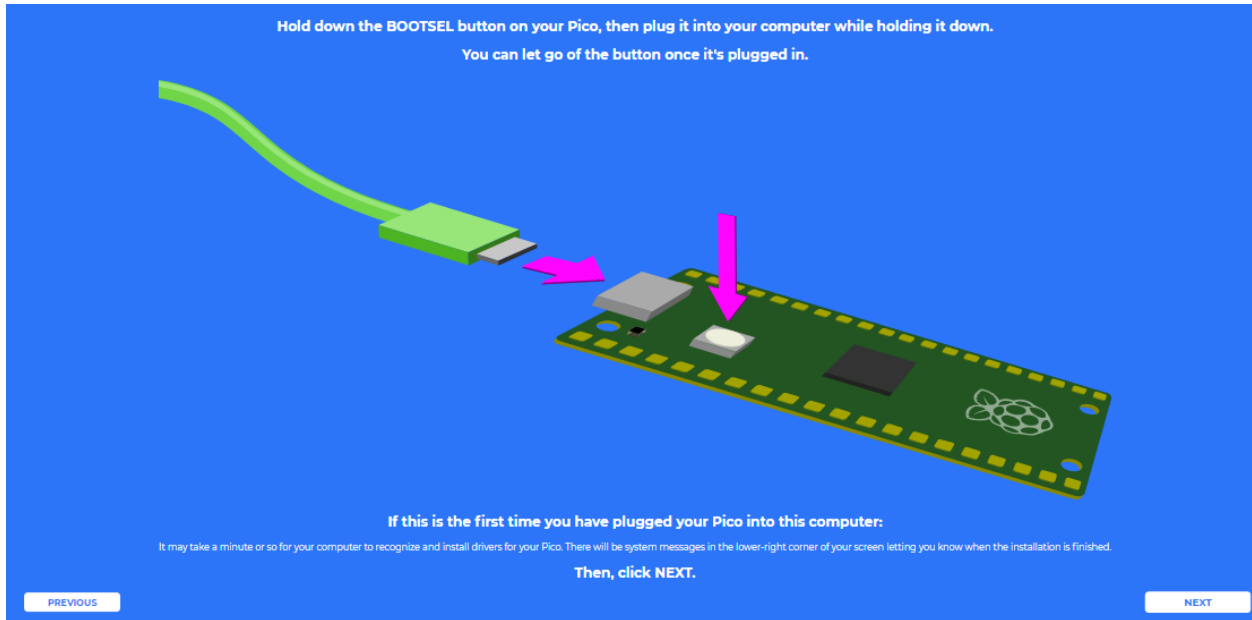 Hold down the BOOTSEL button on your Pico, then plug it into your computer while holding it down.
You can let go of the button once it's plugged in.
If this is the first time you have plugged your Pico into this computer:
It may take a minute or so for your computer to recognize and install drivers for your Pico. There will be system messages in the lower-right corner of your screen letting you know when the installation is finished.
Then, click NEXT.
PREVIOUS
NEXT